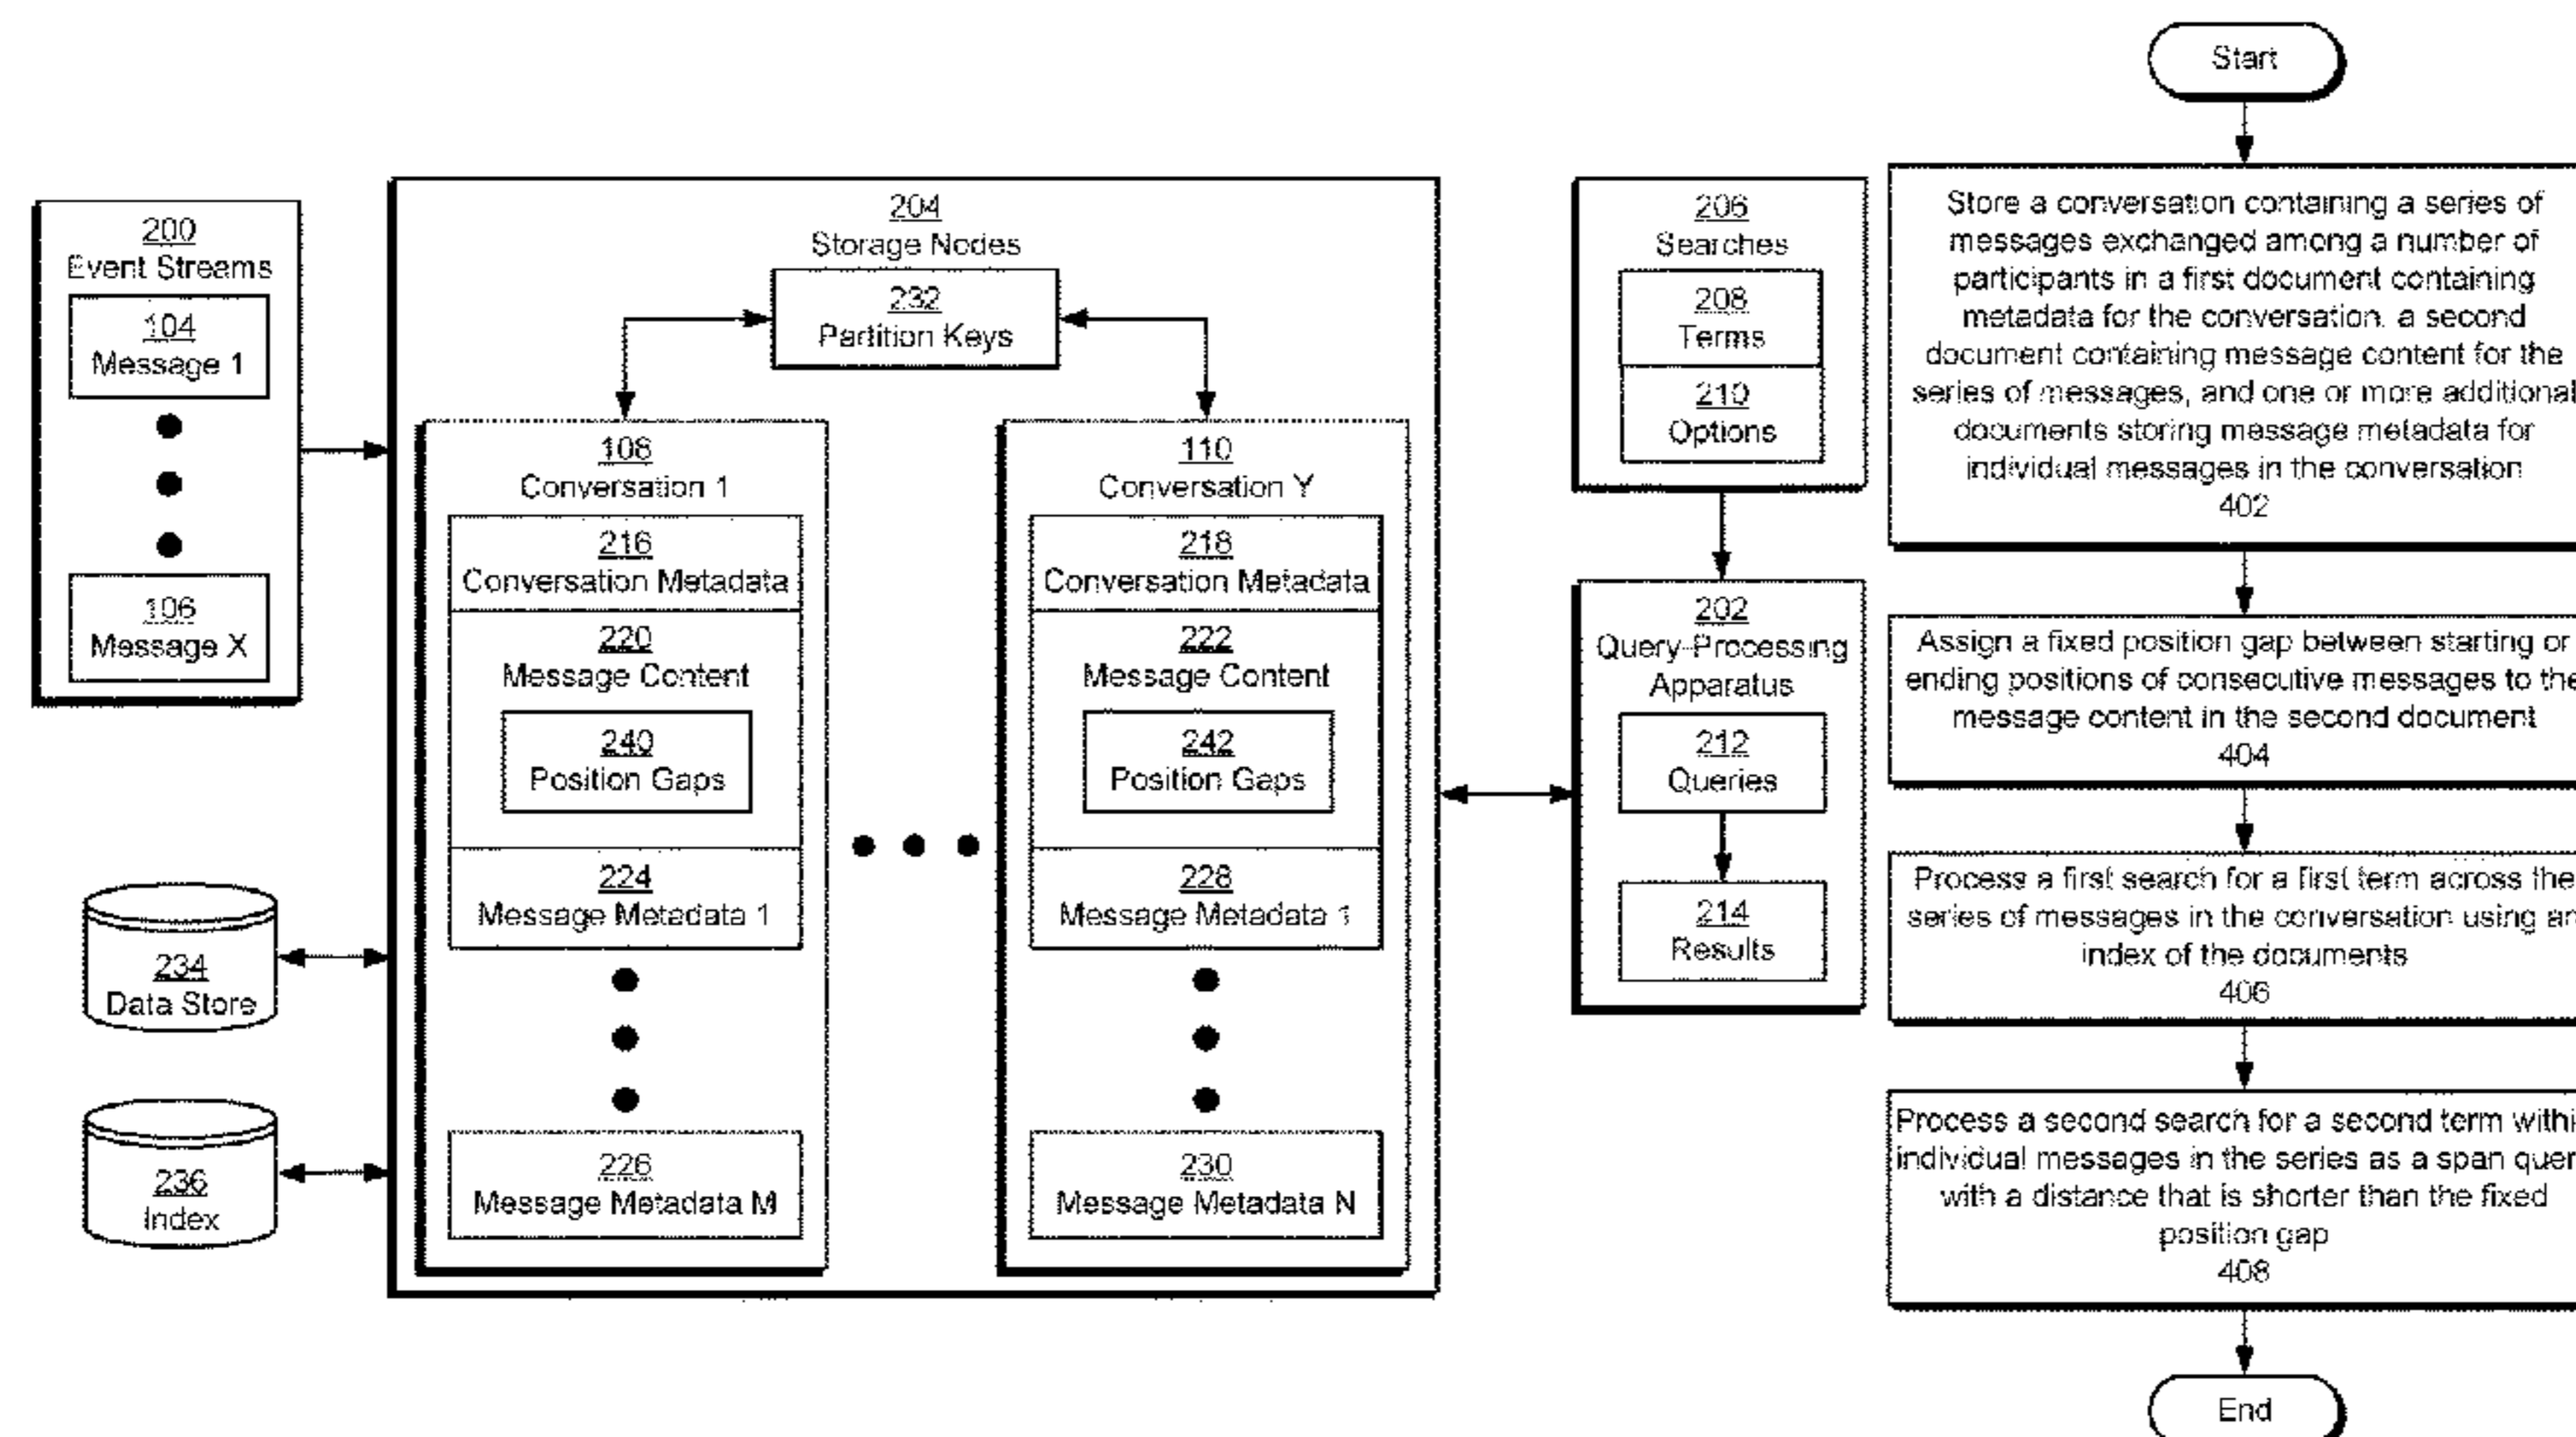 200
Event Streams
104
Message 1
106
Message X
234
Data Store
236
Index
204
Storage Nodes
232
Partition Keys
108
Conversation 1
216
Conversation Metadata
220
Message Content
240
Position Gaps
224
Message Metadata 1
226
Message Metadata M
110
Conversation Y
218
Conversation Metadata
222
Message Content
242
Position Gaps
228
Message Metadata 1
230
Message Metadata N
206
Searches
208
Terms
210
Options
202
Query-Processing
Apparatus
212
Queries
214
Results
Start
Store a conversation containing a series of
messages exchanged among a number of
participants in a first document containing
metadata for the conversation, a second
document containing message content for the
series of messages, and one or more additional
documents storing message metadata for
individual messages in the conversation
402
Assign a fixed position gap between starting or
ending positions of consecutive messages to the
message content in the second document
404
Process a first search for a first term across the
series of messages in the conversation using an
index of the documents
406
Process a second search for a second term
individual messages in the series as a span
with a distance that is shorter than the fixed
position gap
408
End